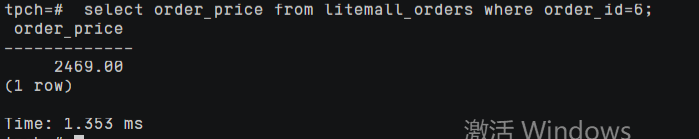 tpch=#  select order_price from litemall_orders where order_id=6;
 order_price
-------------
     2469.00
(1 row)

Time: 1.353 ms
激活 Windows